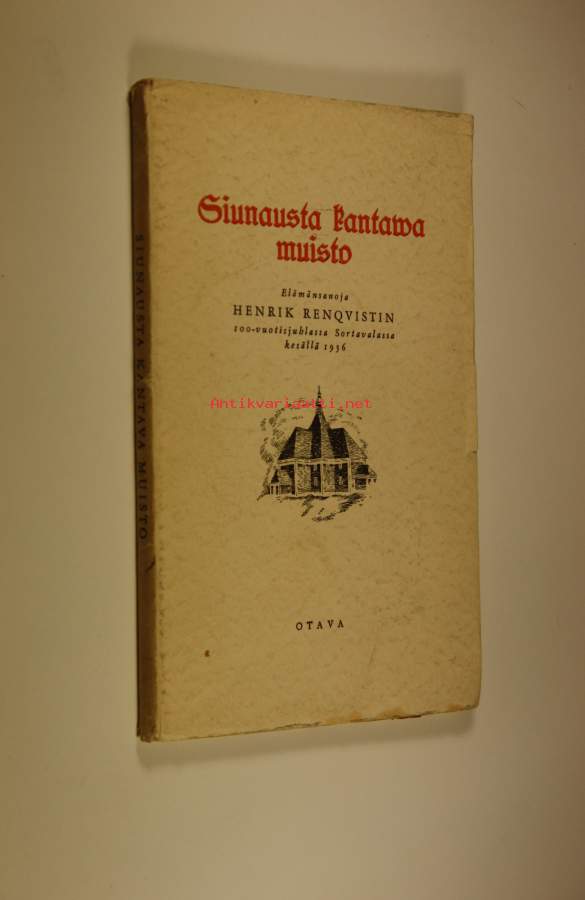 Siunausta kantawa
muisto
Elämänsanoja
HENRIK RENQVISTIN
100-vuotisjuhlassa Sortavalassa
kesällä 1936
Antikvariaatti.net
OTAVA
SIUNAUSTA KANTAVA MUISTO